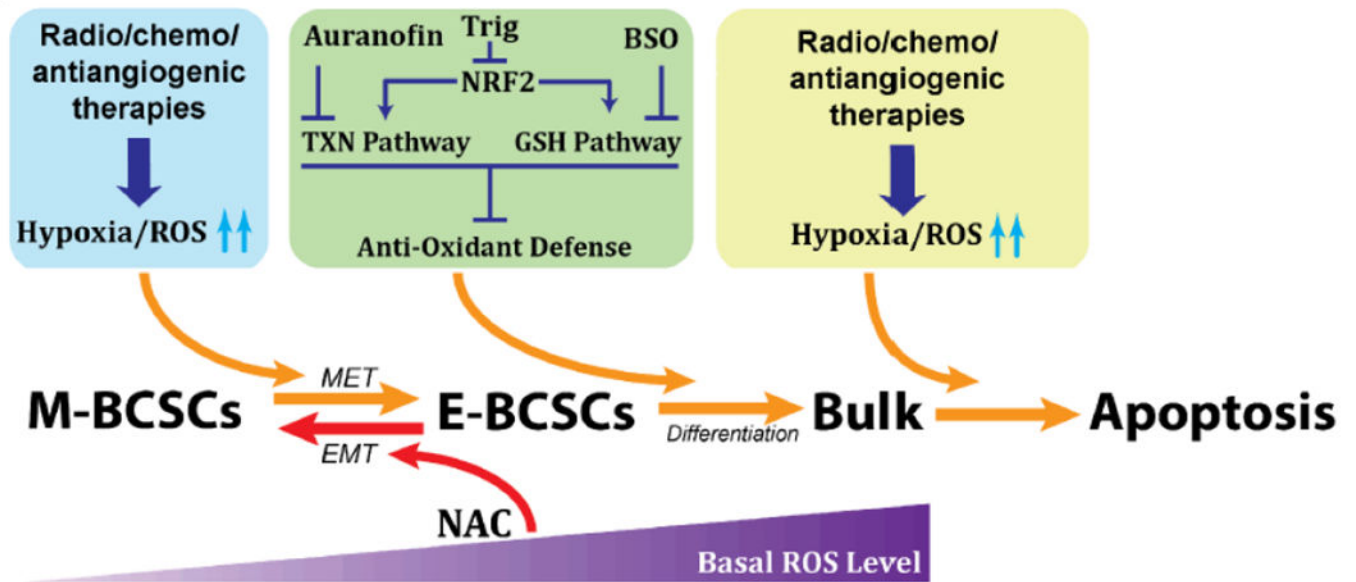 Radio/chemo/
antiangiogenic
therapies
Hypoxia/ROS
Auranofin
Trig
BSO
NRF2
TXN Pathway
GSH Pathway
Anti-Oxidant Defense
Radio/chemo/
antiangiogenic
therapies
Hypoxia/ROS
M-BCSCs
MET
EMT
E-BCSCs
Differentiation
Bulk
Apoptosis
NAC
Basal ROS Level